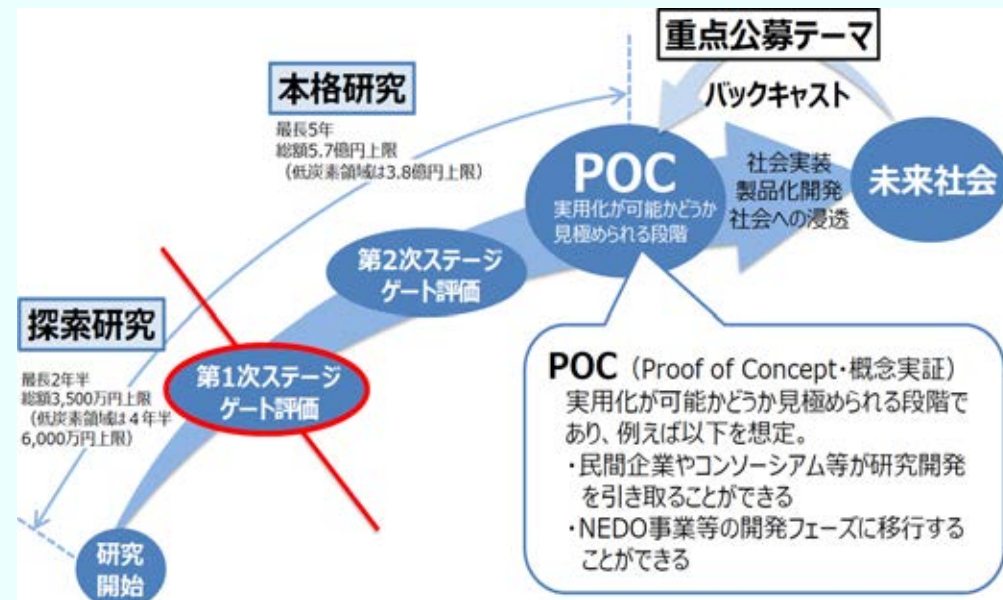 重点公募テーマ
バックキャスト
本格研究
最長5年
総額5.7億円上限
（低炭素領域は3.8億円上限）
POC
実用化が可能かどうか
見極められる段階
社会実装
製品化開発
社会への浸透
未来社会
第2次ステージ
ゲート評価
探索研究
最長2年半
総額3,500万円上限
（低炭素領域は４年半
6,000万円上限）
第1次ステージ
ゲート評価
研究
開始
POC（Proof of Concept・概念実証）
実用化が可能かどうか見極められる段階で
あり、例えば以下を想定。
・民間企業やコンソーシアム等が研究開発
を引き取ることができる
・NEDO事業等の開発フェーズに移行する
ことができる